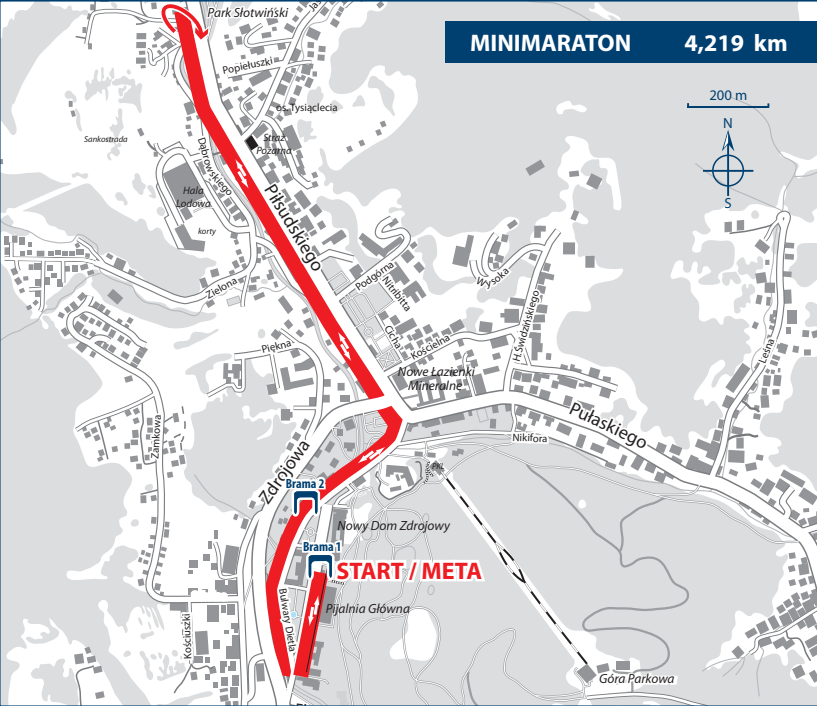 Park Słotwiński
MINIMARATON 4,219 km
Popiełuszki
200 m
os. Tysiąclecia
N
Sankostrada
Straż
Pożarna
Dąbrowskiego
Hala
Lodowa
S
korty
Piłsudskiego
Podgórna
Wysoka
Zielona
Nitribitta
H.Świdzińskiego
Cicha
Kościelna
Piękna
Leśna
Nowe Łazienki
Mineralne
Pułaskiego
Zamkowa
Nikifora
Zdrojowa
PKL
Brama 2
Nowy Dom Zdrojowy
Brama 1
START / META
Bulwary Dietla
Pijalnia Główna
Kościuszki
Góra Parkowa